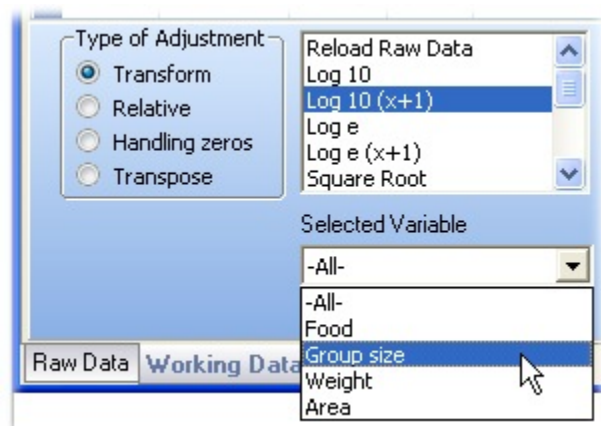 Type of Adjustment
Transform
Relative
Handling zeros
Transpose
Reload Raw Data
Log 10
Log 10 (x+1)
Log e
Log e (x+1)
Square Root
Selected Variable
-All-
-All-
Food
Group size
Weight
Area
Raw Data Working Data